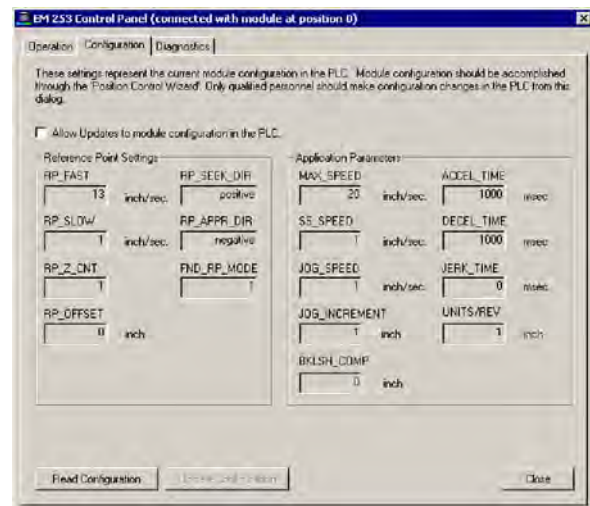 EM 253 Control Panel (connected with module at position 0)
Operation Configuration Diagnostics
These settings represent the current module configuration in the PLC. Module configuration should be accomplished
through the 'Position Control Wizard'. Only qualified personnel should make configuration changes in the PLC from this
dialog.
Allow Updates to module configuration in the PLC.
Reference Point Settings
RP_FAST RP_SEEK_DIR
13 inch/sec. positive
RP_SLOW RP_APPR_DIR
1 inch/sec. negative
RP_Z_CNT FND_RP_MODE
1 1
RP_OFFSET
0 inch
Application Parameters
MAX_SPEED ACCEL_TIME
20 inch/sec. 1000 msec
SS_SPEED DECEL_TIME
1 inch/sec. 1000 msec
JOG_SPEED JERK_TIME
1 inch/sec. 0 msec
JOG_INCREMENT UNITS/REV
1 inch 1 inch
BKLSH_COMP
0 inch
Read Configuration Update Configuration Close